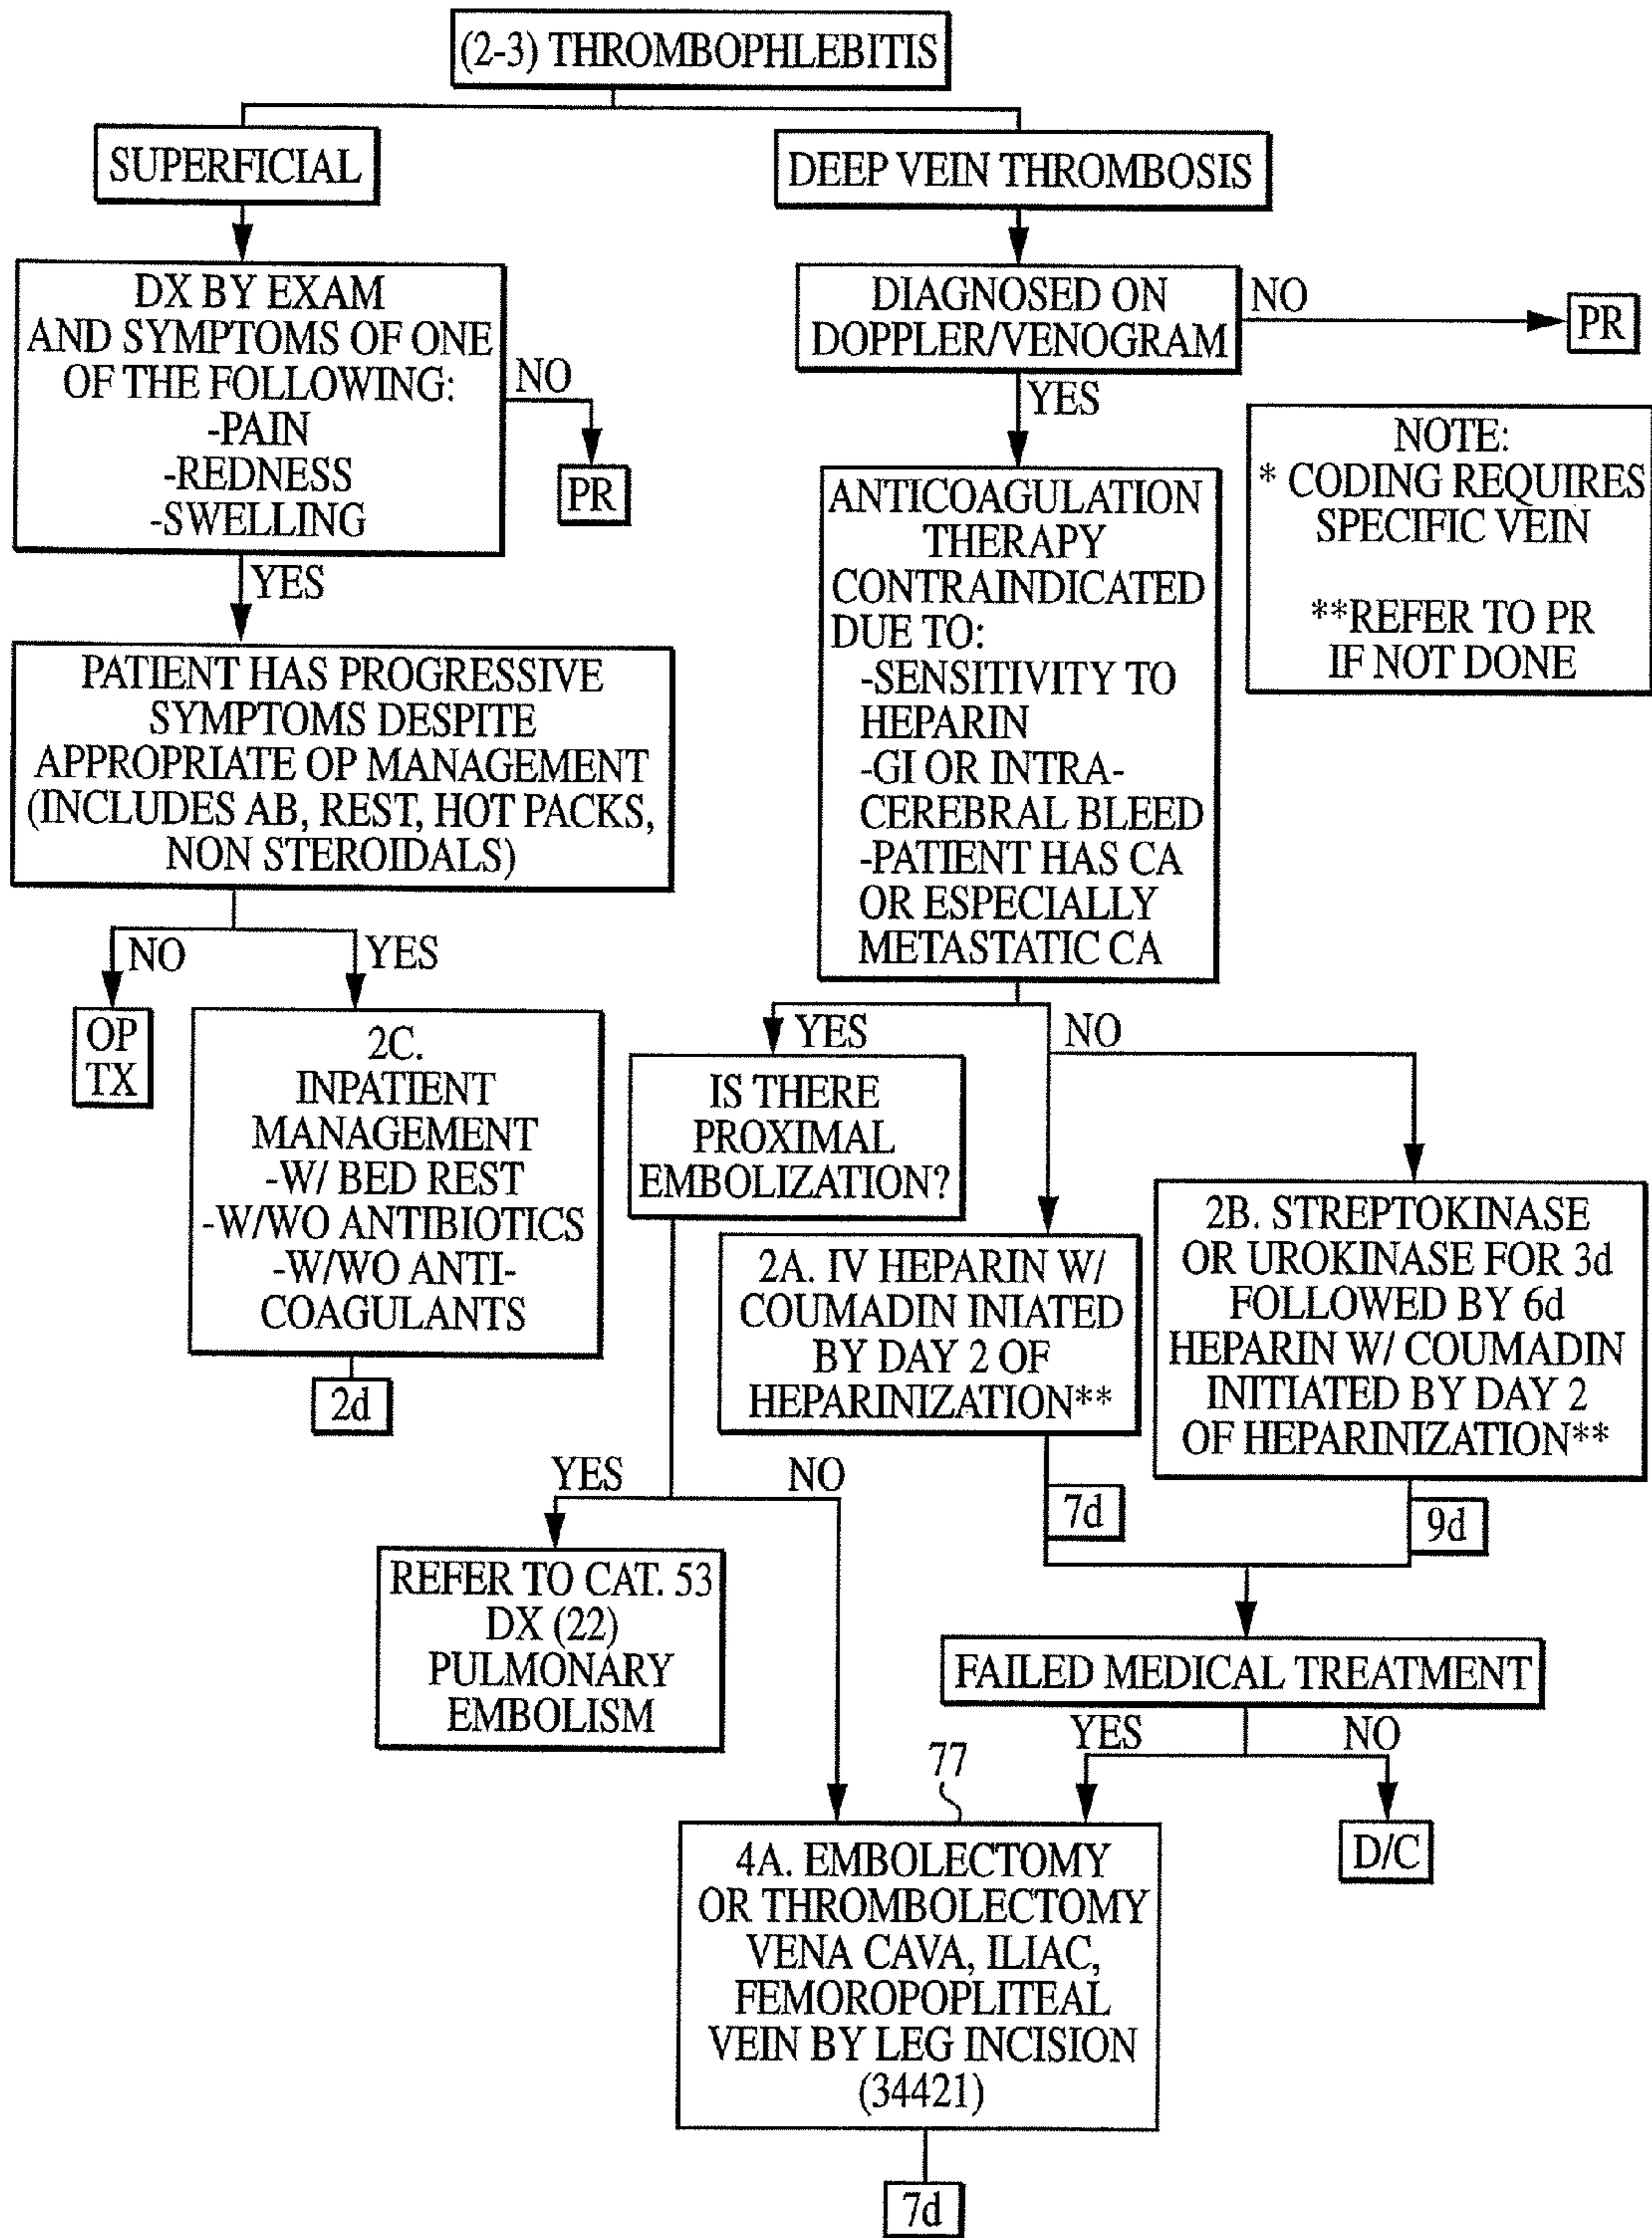 (2-3) THROMBOPHLEBITIS
SUPERFICIAL
DX BY EXAM
AND SYMPTOMS OF ONE
OF THE FOLLOWING:
-PAIN
-REDNESS
-SWELLING
NO
PR
YES
PATIENT HAS PROGRESSIVE
SYMPTOMS DESPITE
APPROPRIATE OP MANAGEMENT
(INCLUDES AB, REST, HOT PACKS,
NON STEROIDALS)
NO
YES
OP
TX
2C.
INPATIENT
MANAGEMENT
-W/ BED REST
-W/WO ANTIBIOTICS
-W/WO ANTI-
COAGULANTS
2d
DEEP VEIN THROMBOSIS
DIAGNOSED ON
DOPPLER/VENOGRAM
NO
PR
YES
NOTE:
* CODING REQUIRES
SPECIFIC VEIN
**REFER TO PR
IF NOT DONE
ANTICOAGULATION
THERAPY
CONTRAINDICATED
DUE TO:
-SENSITIVITY TO
HEPARIN
-GI OR INTRA-
CEREBRAL BLEED
-PATIENT HAS CA
OR ESPECIALLY
METASTATIC CA
YES
NO
IS THERE
PROXIMAL
EMBOLIZATION?
2A. IV HEPARIN W/
COUMADIN INIATED
BY DAY 2 OF
HEPARINIZATION**
2B. STREPTOKINASE
OR UROKINASE FOR 3d
FOLLOWED BY 6d
HEPARIN W/ COUMADIN
INITIATED BY DAY 2
OF HEPARINIZATION**
YES
NO
7d
9d
REFER TO CAT. 53
DX (22)
PULMONARY
EMBOLISM
FAILED MEDICAL TREATMENT
YES
NO
77
D/C
4A. EMBOLECTOMY
OR THROMBOLECTOMY
VENA CAVA, ILIAC,
FEMOROPOPLITEAL
VEIN BY LEG INCISION
(34421)
7d